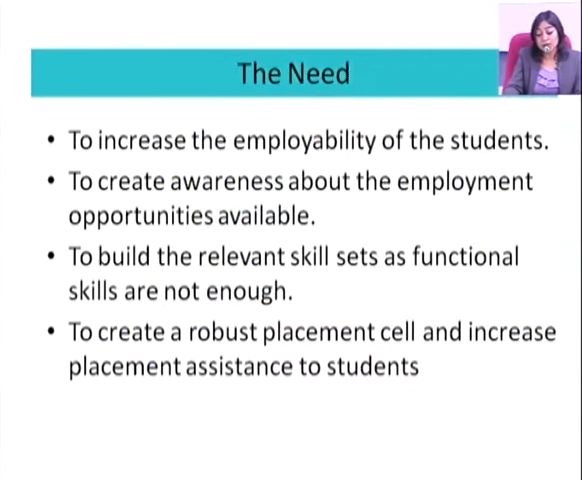 The Need
• To increase the employability of the students.
• To create awareness about the employment
opportunities available.
• To build the relevant skill sets as functional
skills are not enough.
• To create a robust placement cell and increase
placement assistance to students